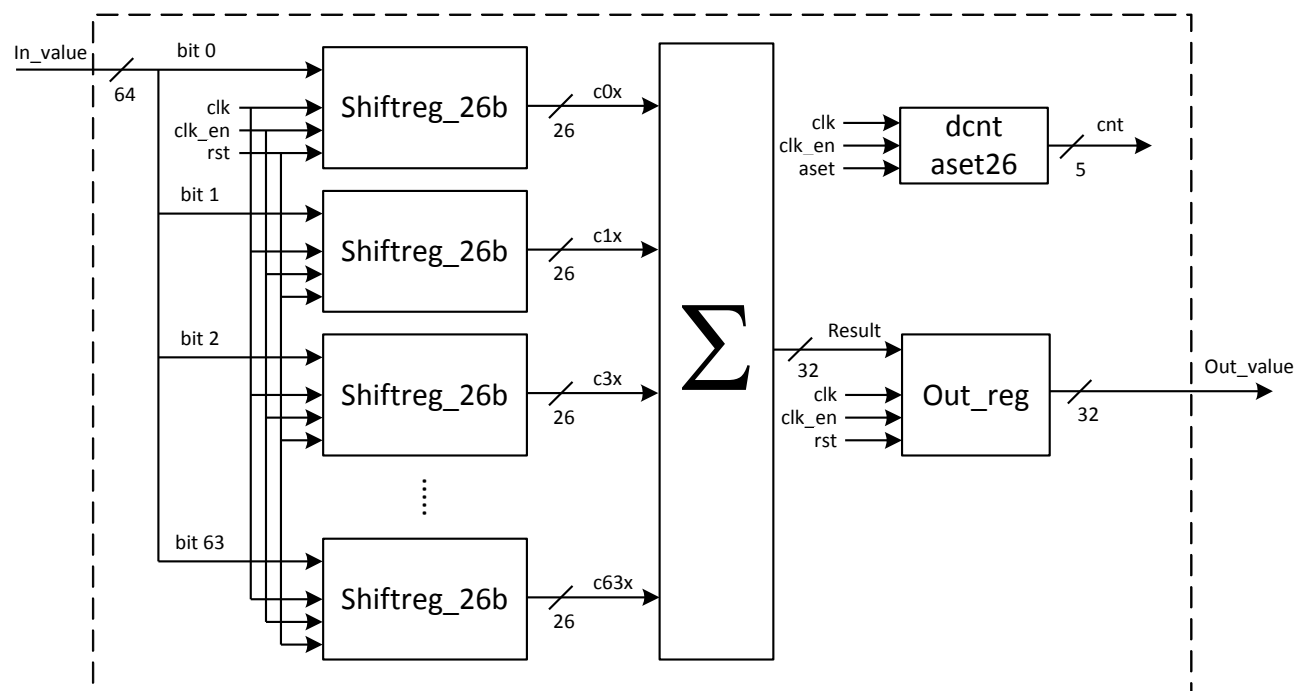 In_value
64
bit 0
clk
clk_en
rst
Shiftreg_26b
26
c0x
bit 1
Shiftreg_26b
26
c1x
bit 2
Shiftreg_26b
26
c3x
......
bit 63
Shiftreg_26b
26
c63x
Σ
clk
clk_en
aset
dcnt
aset26
cnt
5
Result
32
clk
clk_en
rst
Out_reg
32
Out_value